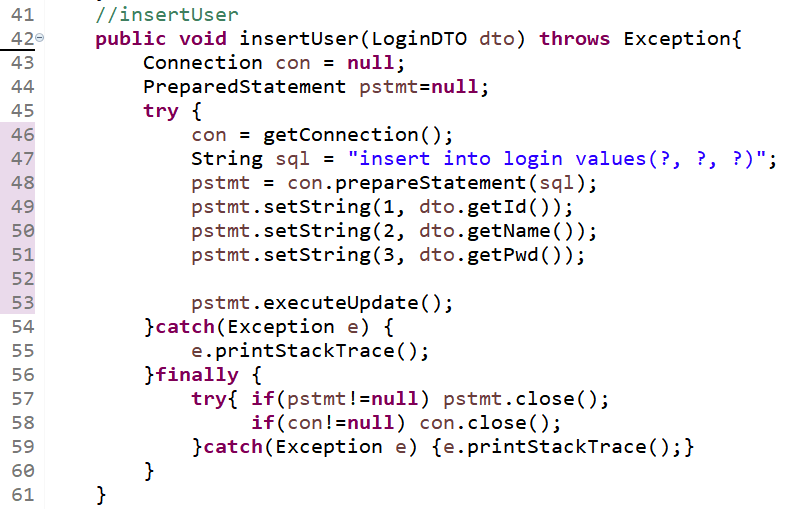 41 //insertUser
42 public void insertUser(LoginDTO dto) throws Exception{
43 Connection con = null;
44 PreparedStatement pstmt=null;
45 try {
46 con = getConnection();
47 String sql = "insert into login values(?, ?, ?)";
48 pstmt = con.prepareStatement(sql);
49 pstmt.setString(1, dto.getId());
50 pstmt.setString(2, dto.getName());
51 pstmt.setString(3, dto.getPwd());
52
53 pstmt.executeUpdate();
54 }catch(Exception e) {
55 e.printStackTrace();
56 }finally {
57 try{ if(pstmt!=null) pstmt.close();
58 if(con!=null) con.close();
59 }catch(Exception e) {e.printStackTrace();}
60 }
61 }